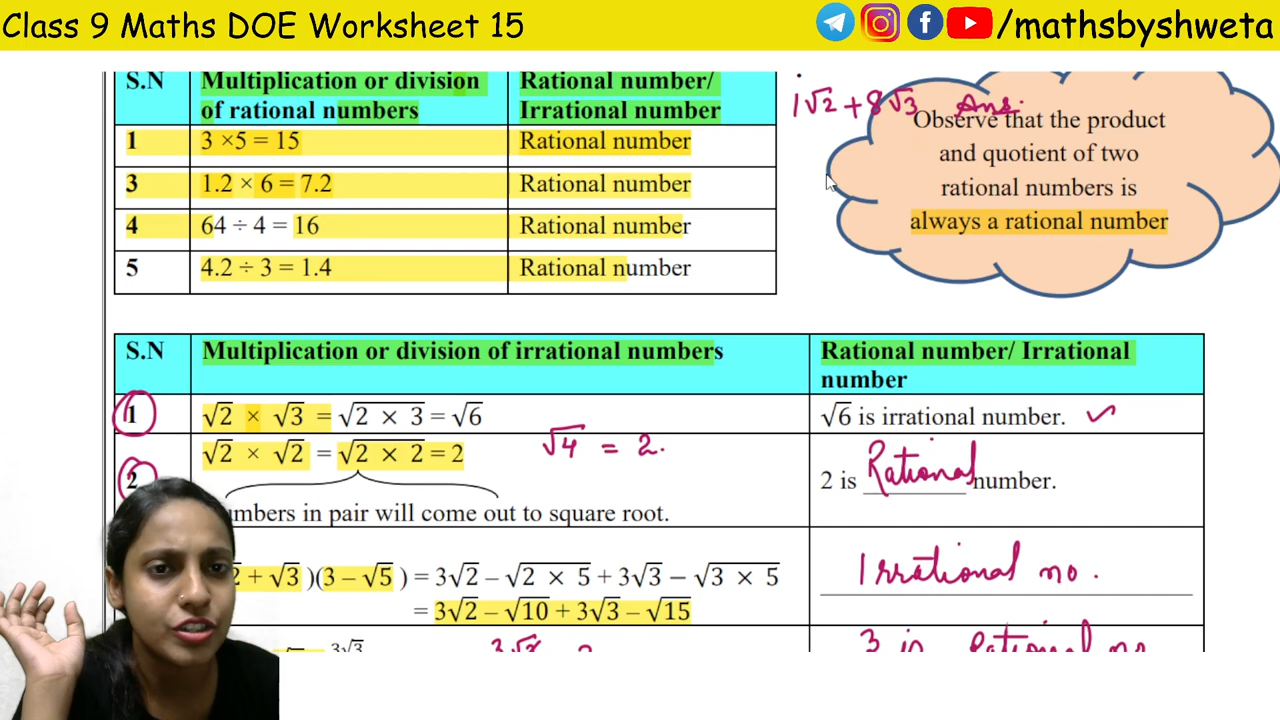 Class 9 Maths DOE Worksheet 15
/mathsbyshweta
S.N Multiplication or division of rational numbers Rational number/ Irrational number
1 3 ×5 = 15 Rational number
3 1.2 × 6 = 7.2 Rational number
4 64 ÷ 4 = 16 Rational number
5 4.2 ÷ 3 = 1.4 Rational number
1√2 + 8√3 Ans.
Observe that the product
and quotient of two
rational numbers is
always a rational number
S.N Multiplication or division of irrational numbers Rational number/ Irrational number
1 √2 × √3 = √2 × 3 = √6 √6 is irrational number.
2 √2 × √2 = √2 × 2 = 2 √4 = 2. 2 is Rational number.
umbers in pair will come out to square root.
2 + √3 )(3 – √5 ) = 3√2 – √2 × 5 + 3√3 – √3 × 5 Irrational no.
= 3√2 – √10 + 3√3 – √15
3√3
3 is rational no